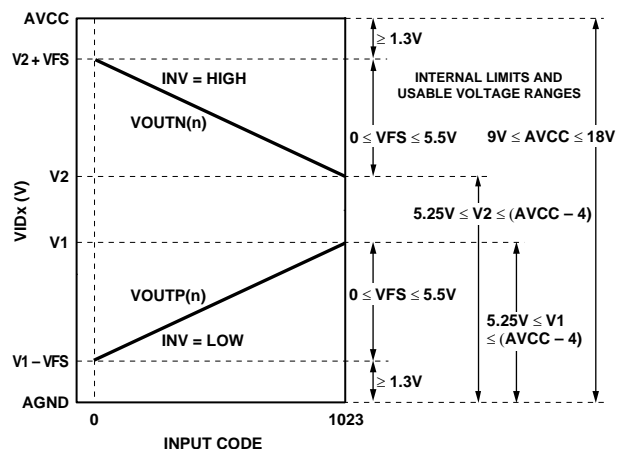 AVCC
≥ 1.3V
V2 + VFS
INV = HIGH
INTERNAL LIMITS AND
USABLE VOLTAGE RANGES
VOUTN(n)
0 ≤ VFS ≤ 5.5V
9V ≤ AVCC ≤ 18V
VIDx (V)
V2
5.25V ≤ V2 ≤ (AVCC – 4)
V1
VOUTP(n)
0 ≤ VFS ≤ 5.5V
5.25V ≤ V1
≤ (AVCC – 4)
INV = LOW
V1 – VFS
≥ 1.3V
AGND
0
1023
INPUT CODE